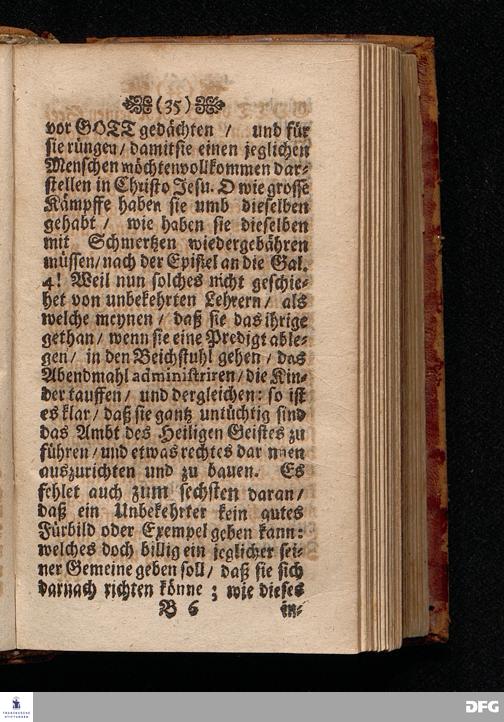 (35)
vor GOTT gedächten / und für
sie rüngen / damit sie einen jeglichen
Menschen möchten vollkommen dar-
stellen in Christo Jesu. O wie grosse
Kämpffe haben sie umb dieselben
gehabt / wie haben sie dieselben
mit Schmertzen wiedergebähren
müssen / nach der Epistel an die Gal.
4! Weil nun solches nicht geschie-
het von unbekehrten Lehrern / als
welche meynen / daß sie das ihrige
gethan / wenn sie eine Predigt able-
gen / in den Beichstuhl gehen / das
Abendmahl administriren / die Kin-
der tauffen / und dergleichen: so ist
es klar / daß sie gantz untüchtig sind
das Ambt des Heiligen Geistes zu
führen / und etwas rechtes dar
auszurichten und zu bauen. Es
fehlet auch zum sechsten daran /
daß ein Unbekehrter kein gutes
Fürbild oder Exempel geben kann:
welches doch billig ein jeglicher sei-
ner Gemeine geben soll / daß sie sich
darnach richten könne ; wie dieses
B 6 in-
FRANCKESCHE
STIFTUNGEN
DFG